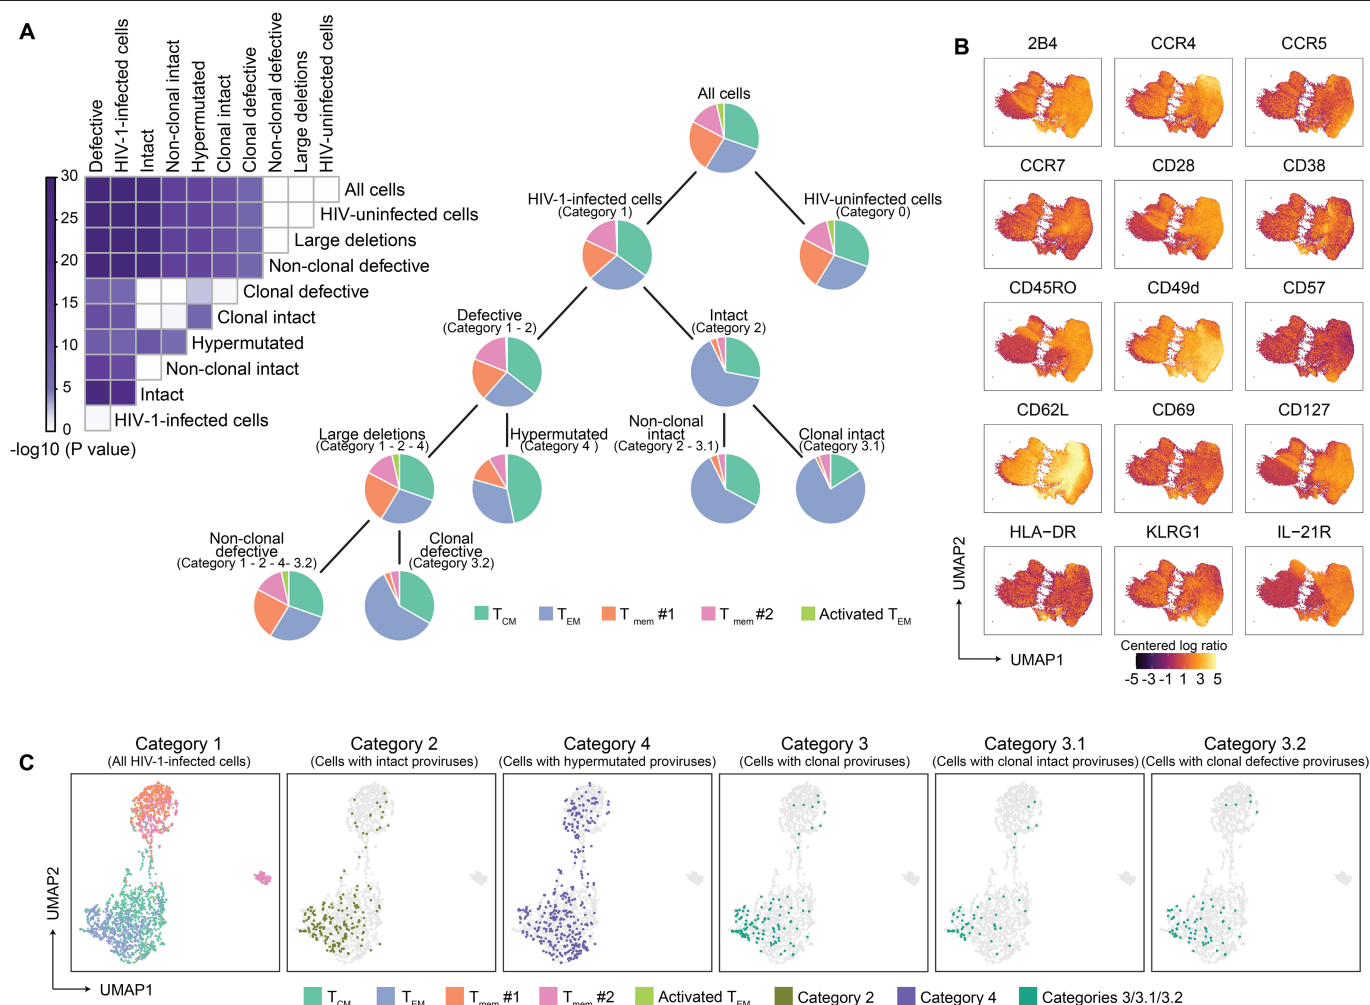 A
Defective
HIV-1-infected cells
Intact
Non-clonal intact
Hypermutated
Clonal intact
Clonal defective
Non-clonal defective
Large deletions
HIV-uninfected cells
30
25
20
15
10
5
0
-log10 (P value)
All cells
HIV-uninfected cells
Large deletions
Non-clonal defective
Clonal defective
Clonal intact
Hypermutated
Non-clonal intact
Intact
HIV-1-infected cells
All cells
HIV-1-infected cells
(Category 1)
HIV-uninfected cells
(Category 0)
Defective
(Category 1 - 2)
Intact
(Category 2)
Large deletions
(Category 1 - 2 - 4)
Hypermutated
(Category 4 )
Non-clonal
intact
(Category 2 - 3.1)
Clonal intact
(Category 3.1)
Non-clonal
defective
(Category 1 - 2 - 4- 3.2)
Clonal
defective
(Category 3.2)
TCM TEM Tmem #1 Tmem #2 Activated TEM
B
2B4 CCR4 CCR5
CCR7 CD28 CD38
CD45RO CD49d CD57
CD62L CD69 CD127
HLA−DR KLRG1 IL−21R
UMAP2
UMAP1
Centered log ratio
-5 -3 -1 1 3 5
C
Category 1
(All HIV-1-infected cells)
Category 2
(Cells with intact proviruses)
Category 4
(Cells with hypermutated proviruses)
Category 3
(Cells with clonal proviruses)
Category 3.1
(Cells with clonal intact proviruses)
Category 3.2
(Cells with clonal defective proviruses)
UMAP2
UMAP1
TCM TEM Tmem #1 Tmem #2 Activated TEM Category 2 Category 4 Categories 3/3.1/3.2